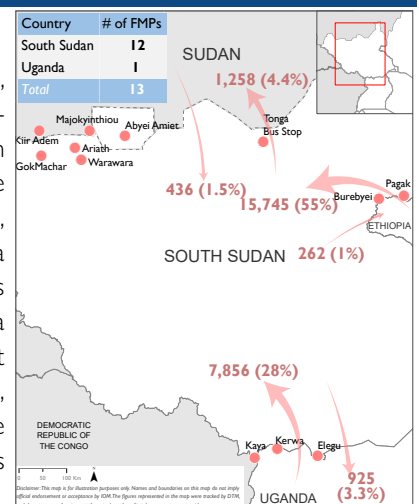 Country # of FMPs
South Sudan 12
Uganda 1
Total 13
SUDAN
1,258 (4.4%)
Tonga
Bus Stop
Majokyinthiou
Abyei Amiet
Kiir Adem
Ariath
GokMachar
Warawara
436 (1.5%)
15,745 (55%)
Pagak
Burebyei
ETHIOPIA
SOUTH SUDAN
262 (1%)
7,856 (28%)
DEMOCRATIC
REPUBLIC OF
THE CONGO
Kaya
Kerwa
Elegu
925
(3.3%)
0 50 100 Km
UGANDA
Disclaimer: This map is for illustration purposes only. Names and boundaries on this map do not imply
official endorsement or acceptance by IOM. The figures represented in the map were tracked by DTM,